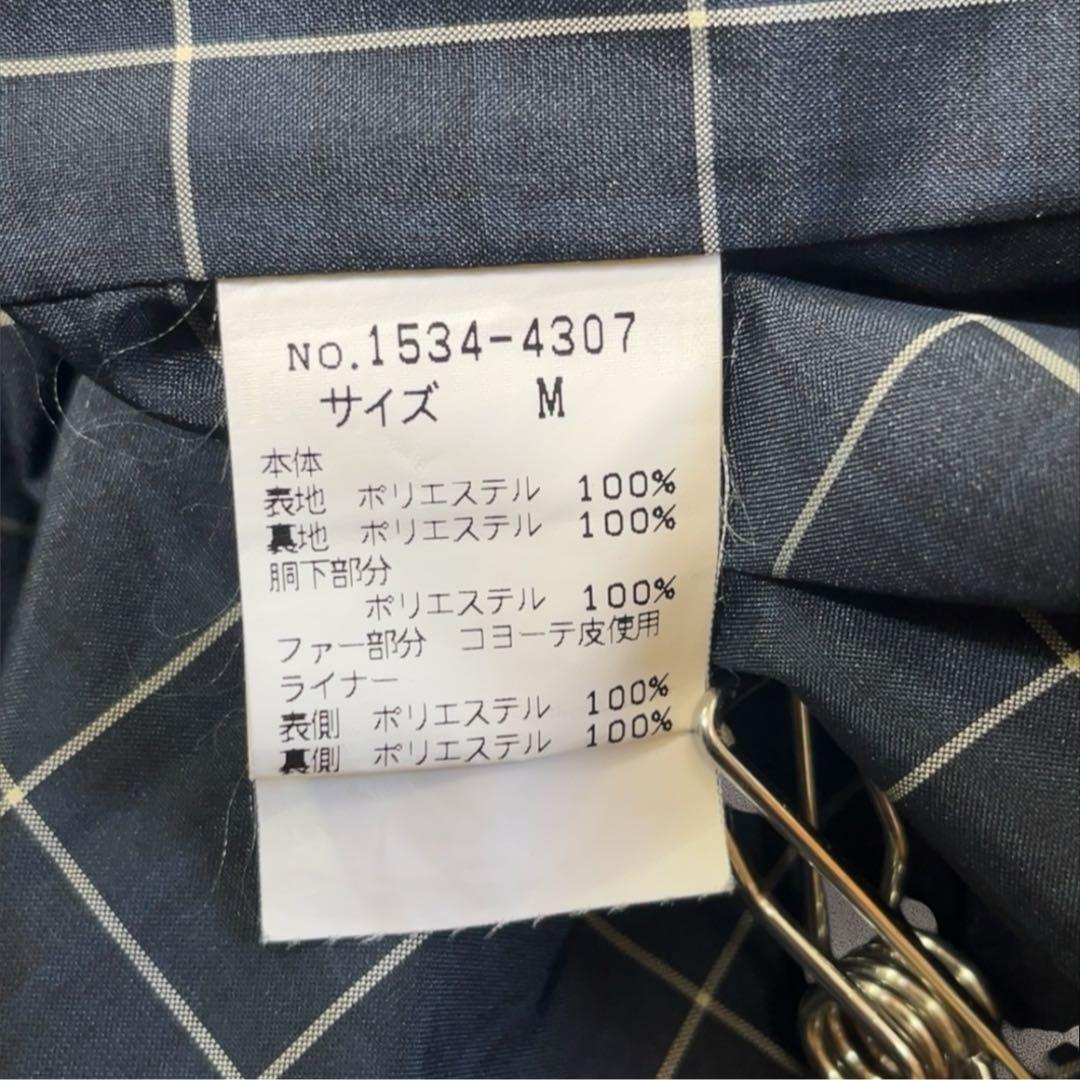 NO.1534-4307
サイズ M
本体
表地 ポリエステル 100%
裏地 ポリエステル 100%
胴下部分
ポリエステル 100%
ファー部分 コヨーテ皮使用
ライナー
表側 ポリエステル 100%
裏側 ポリエステル 100%